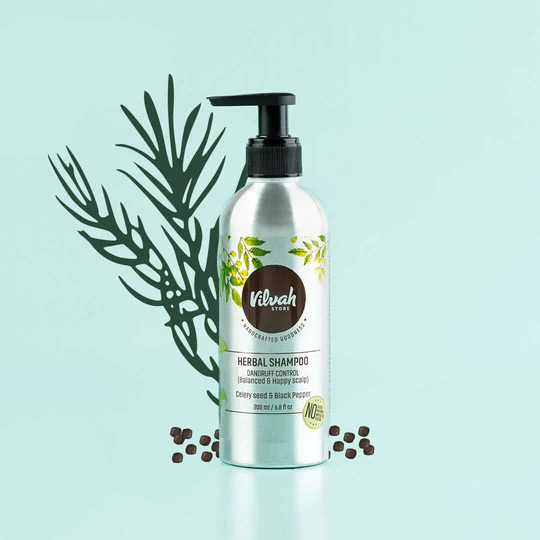 Vilvah
STORE
• HANDCRAFTED GOODNESS •
HERBAL SHAMPOO
DANDRUFF CONTROL
(Balanced & Happy scalp)
Celery seed & Black Pepper
200 ml / 6.8 fl oz
NO